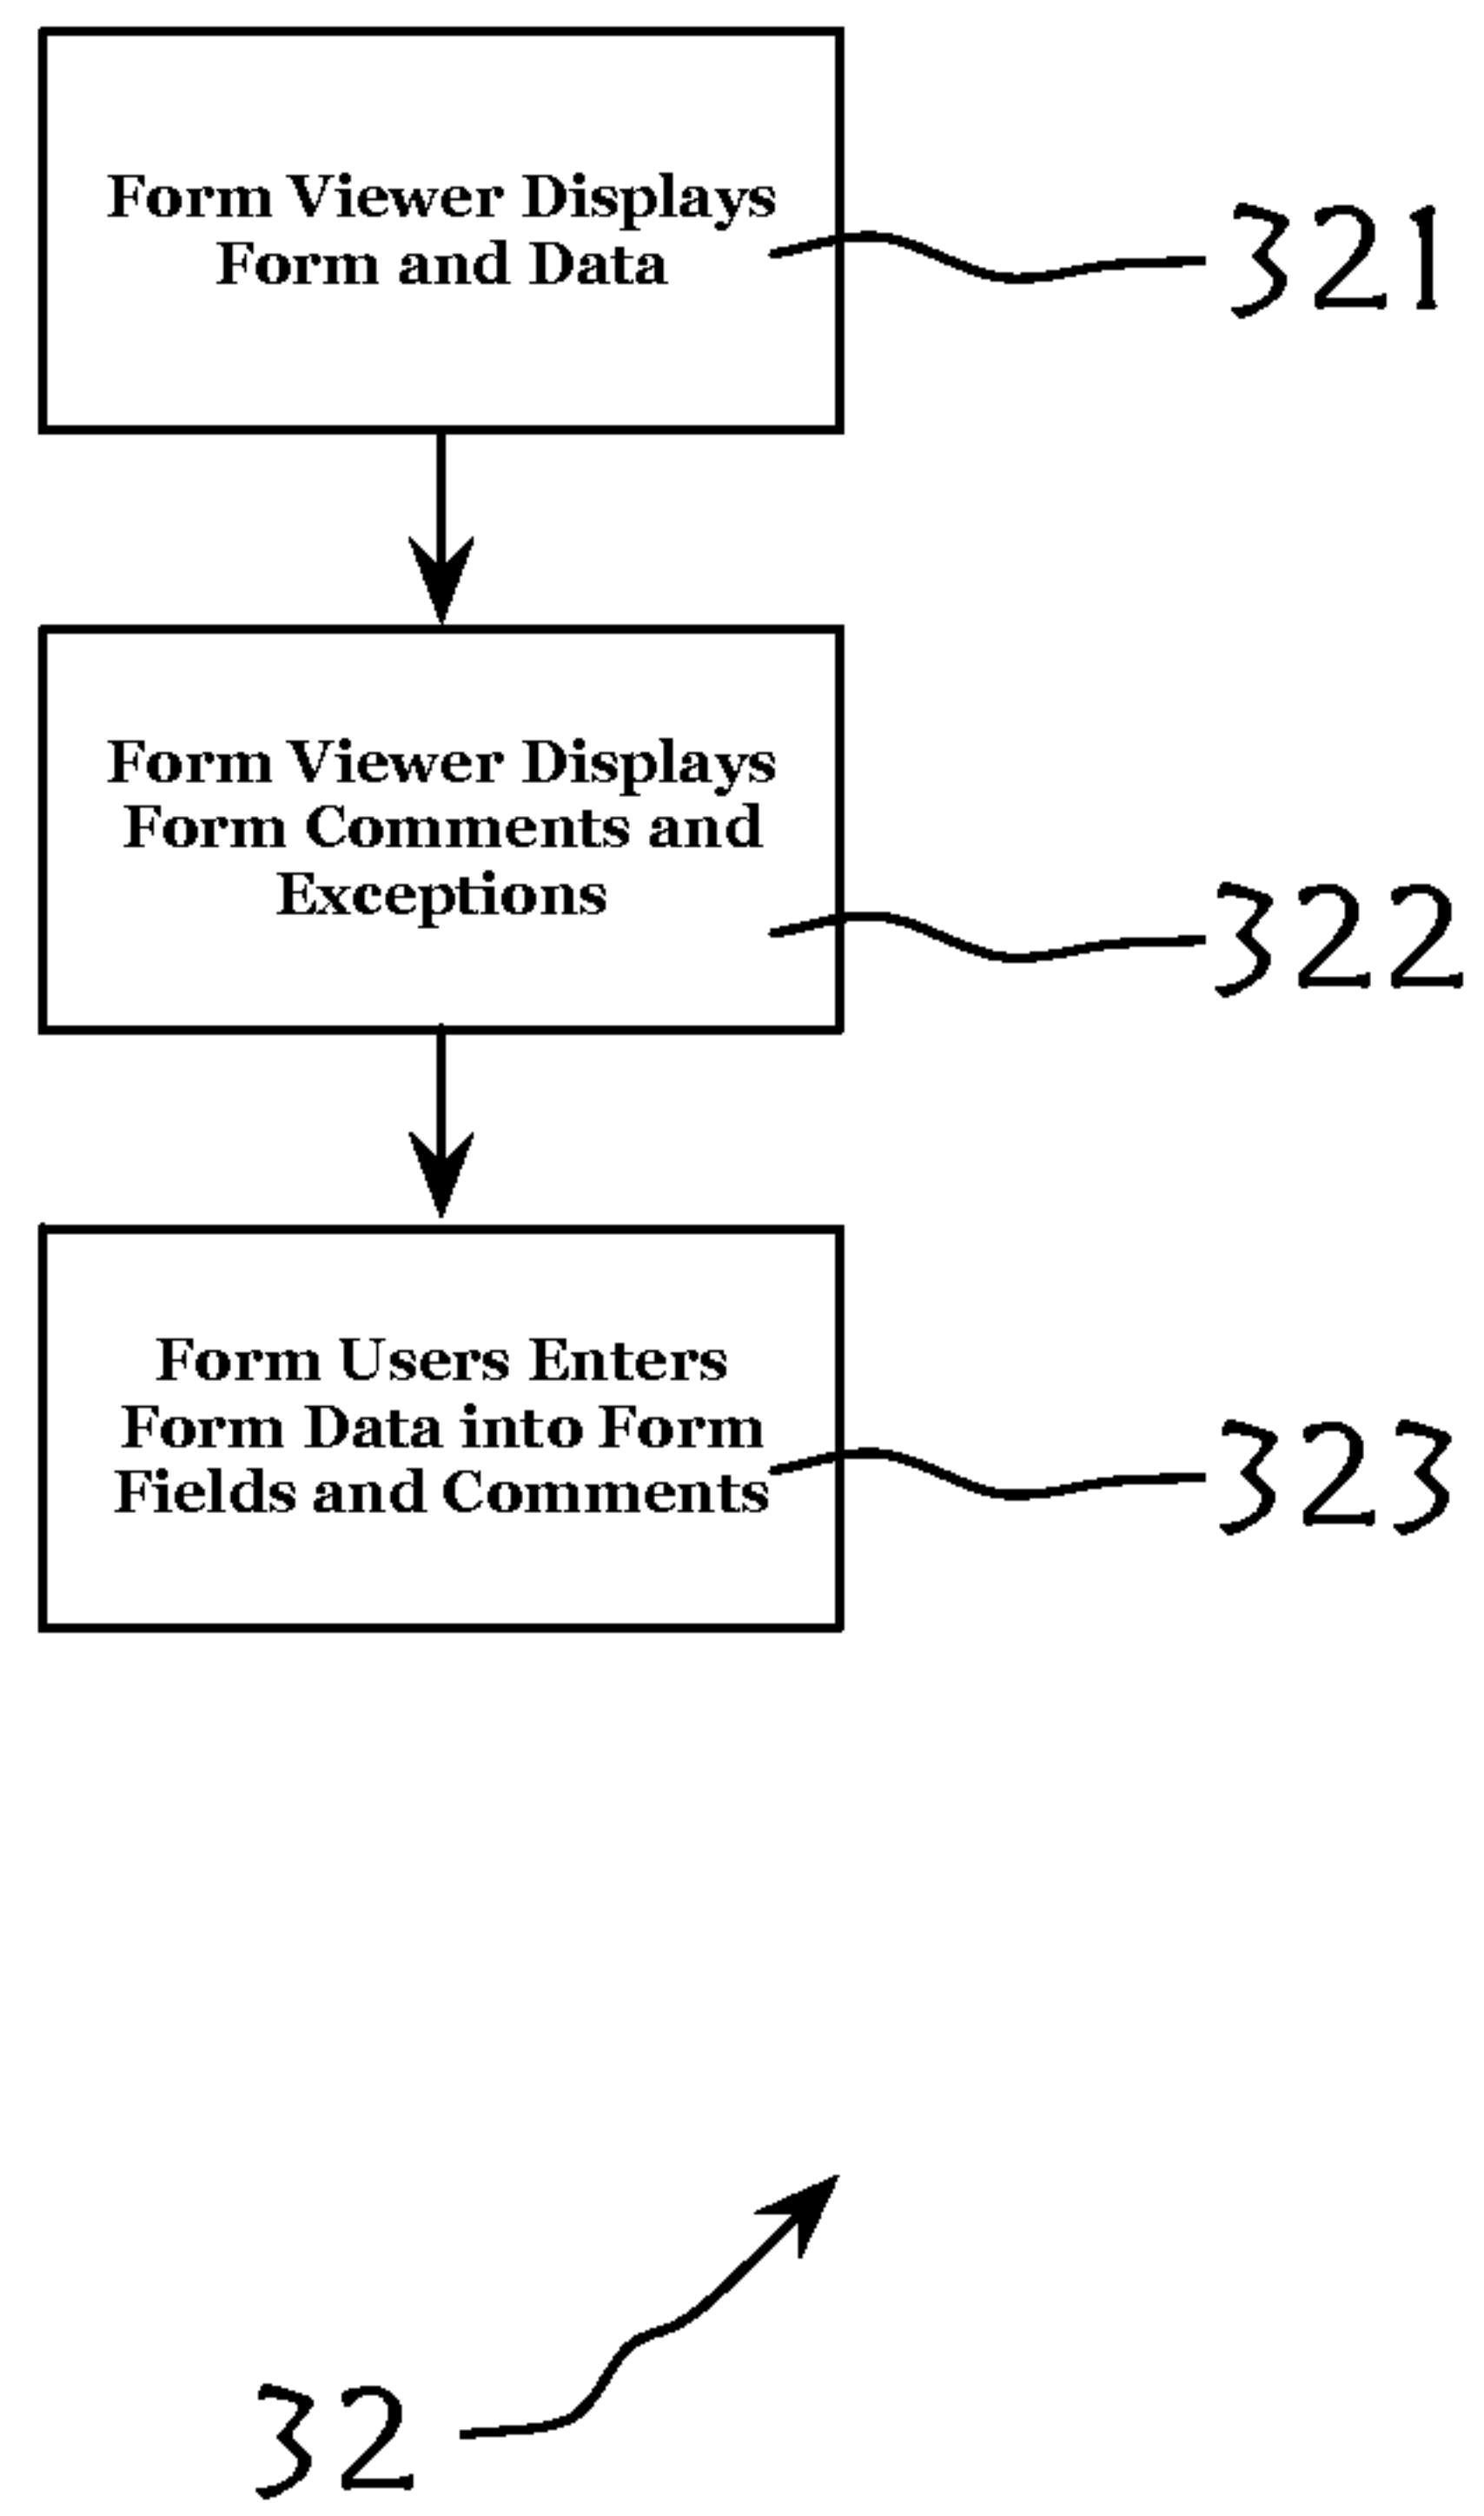 Form Viewer Displays
Form and Data
321
Form Viewer Displays
Form Comments and
Exceptions
322
Form Users Enters
Form Data into Form
Fields and Comments
323
32